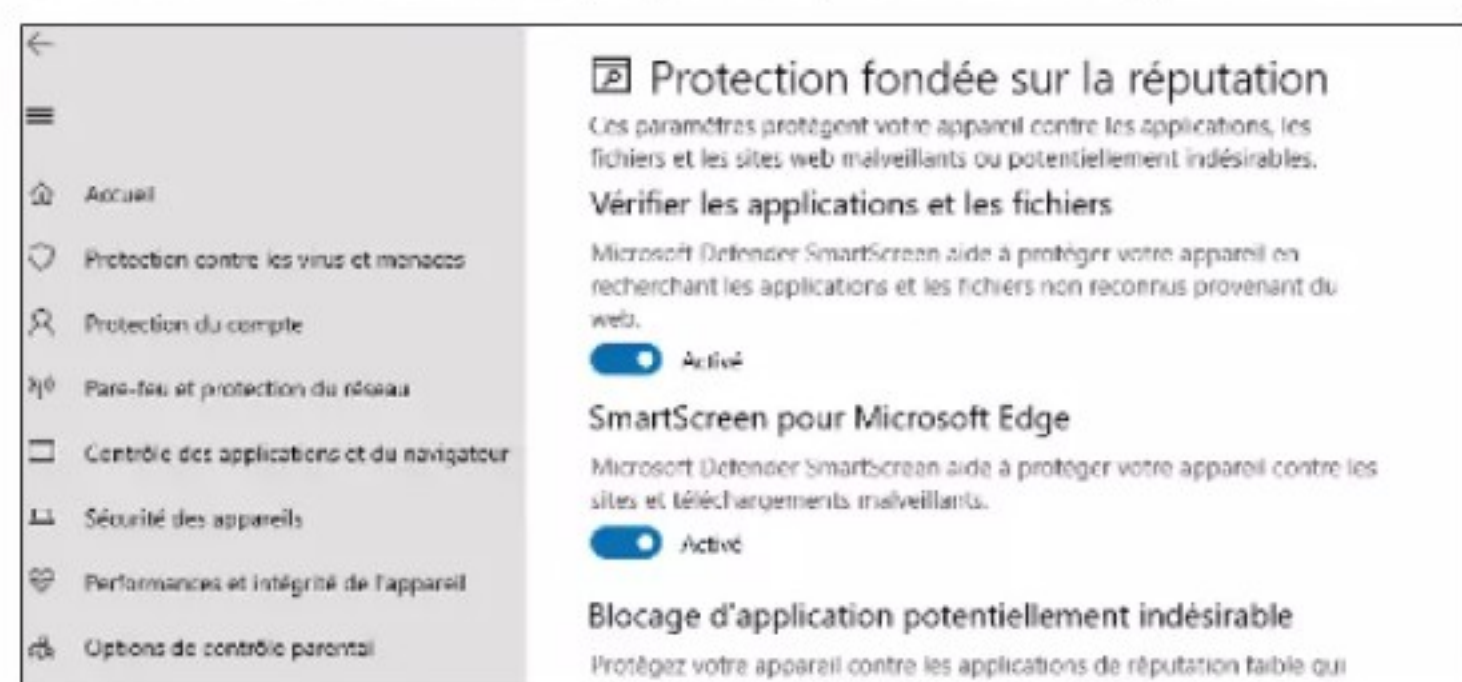 Accueil
Protection contre les virus et menaces
Protection du compte
Pare-feu et protection du réseau
Contrôle des applications et du navigateur
Sécurité des appareils
Performances et intégrité de l'appareil
Options de contrôle parental
Protection fondée sur la réputation
Ces paramètres protègent votre appareil contre les applications, les
fichiers et les sites web malveillants ou potentiellement indésirables.
Vérifier les applications et les fichiers
Microsoft Defender SmartScreen aide à protéger votre appareil en
recherchant les applications et les fichiers non reconnus provenant du
web.
Activé
SmartScreen pour Microsoft Edge
Microsoft Defender SmartScreen aide à protéger votre appareil contre les
sites et téléchargements malveillants.
Activé
Blocage d'application potentiellement indésirable
Protégez votre appareil contre les applications de réputation faible qui